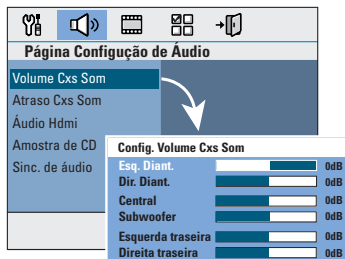 Página Configução de Áudio
Volume Cxs Som
Atraso Cxs Som
Áudio Hdmi
Amostra de CD
Sinc. de áudio
Config. Volume Cxs Som
Esq. Diant. 0dB
Dir. Diant. 0dB
Central 0dB
Subwoofer 0dB
Esquerda traseira 0dB
Direita traseira 0dB